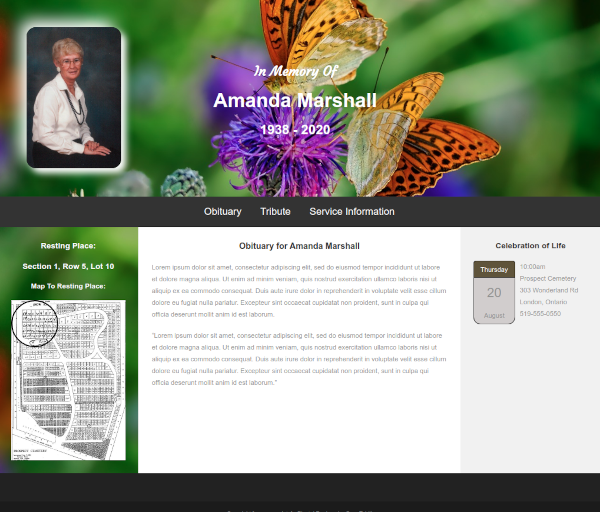 In Memory Of
Amanda Marshall
1938 - 2020
Obituary Tribute Service Information
Resting Place:
Section 1, Row 5, Lot 10
Map To Resting Place:
Obituary for Amanda Marshall
Lorem ipsum dolor sit amet, consectetur adipiscing elit, sed do eiusmod tempor incididunt ut labore
et dolore magna aliqua. Ut enim ad minim veniam, quis nostrud exercitation ullamco laboris nisi ut
aliquip ex ea commodo consequat. Duis aute irure dolor in reprehenderit in voluptate velit esse cillum
dolore eu fugiat nulla pariatur. Excepteur sint occaecat cupidatat non proident, sunt in culpa qui
officia deserunt mollit anim id est laborum.
"Lorem ipsum dolor sit amet, consectetur adipiscing elit, sed do eiusmod tempor incididunt ut labore
et dolore magna aliqua. Ut enim ad minim veniam, quis nostrud exercitation ullamco laboris nisi ut
aliquip ex ea commodo consequat. Duis aute irure dolor in reprehenderit in voluptate velit esse cillum
dolore eu fugiat nulla pariatur. Excepteur sint occaecat cupidatat non proident, sunt in culpa qui
officia deserunt mollit anim id est laborum."
Celebration of Life
Thursday
20
August
10:00am
Prospect Cemetery
303 Wonderland Rd
London, Ontario
519-555-0550